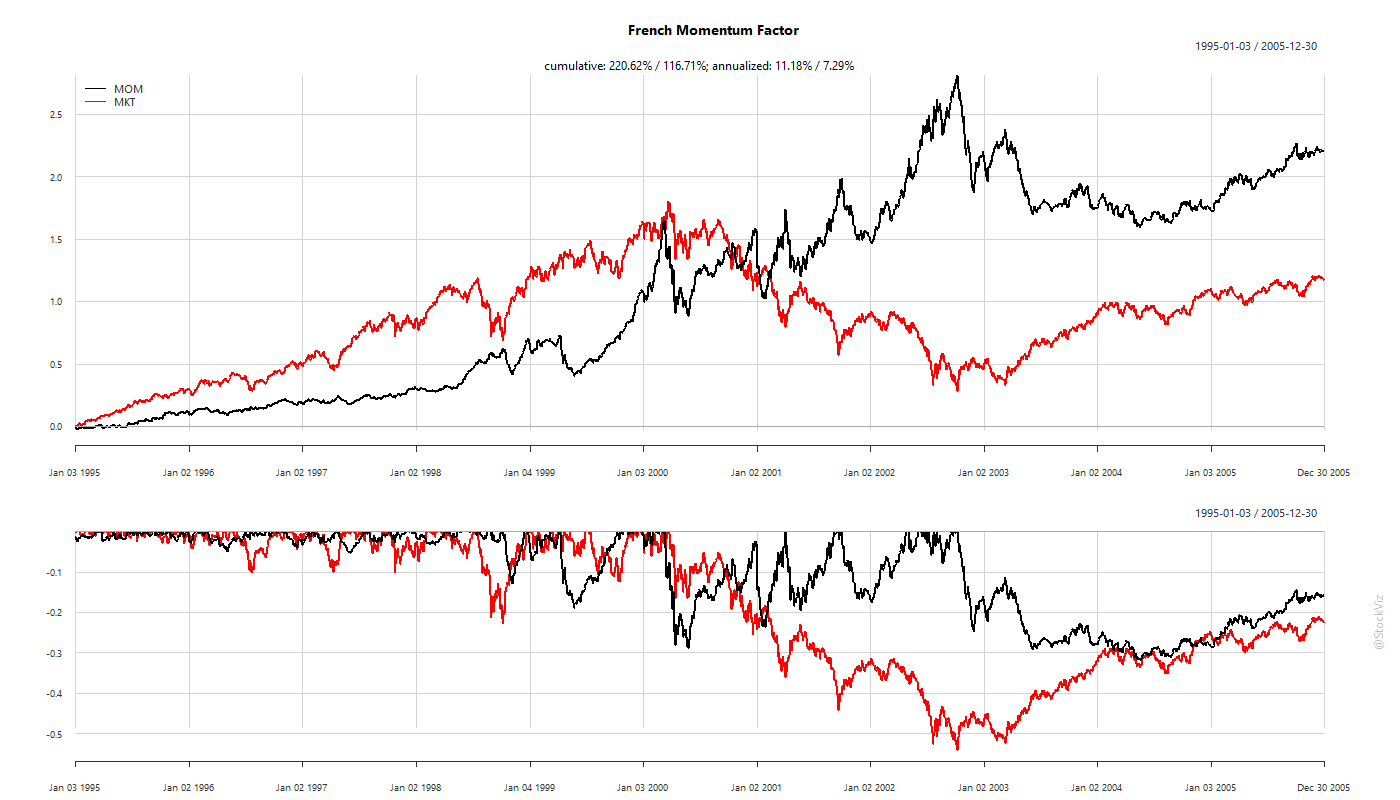 French Momentum Factor
1995-01-03 / 2005-12-30
cumulative: 220.62% / 116.71%; annualized: 11.18% / 7.29%
MOM
MKT
2.5
2.0
1.5
1.0
0.5
0.0
Jan 03 1995 Jan 02 1996 Jan 02 1997 Jan 02 1998 Jan 04 1999 Jan 03 2000 Jan 02 2001 Jan 02 2002 Jan 02 2003 Jan 02 2004 Jan 03 2005 Dec 30 2005
1995-01-03 / 2005-12-30
-0.1
-0.2
-0.3
-0.4
-0.5
@StockViz
Jan 03 1995 Jan 02 1996 Jan 02 1997 Jan 02 1998 Jan 04 1999 Jan 03 2000 Jan 02 2001 Jan 02 2002 Jan 02 2003 Jan 02 2004 Jan 03 2005 Dec 30 2005